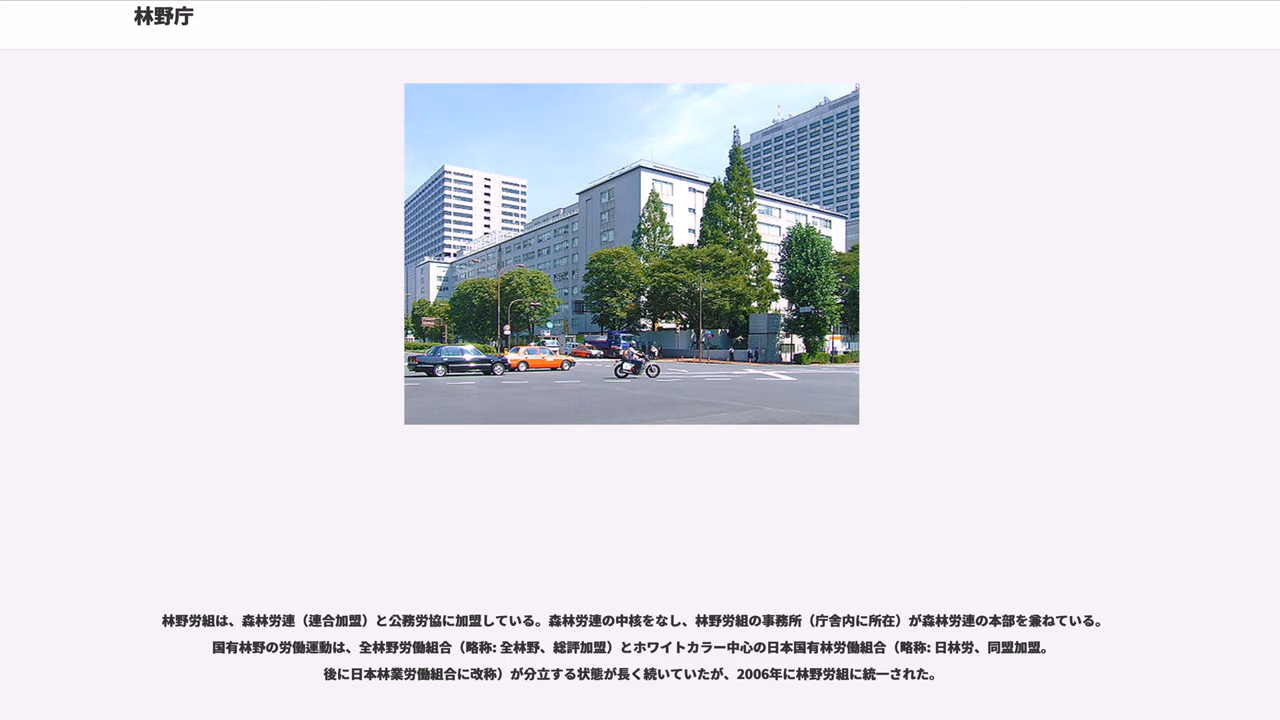 林野庁
林野労組は、森林労連（連合加盟）と公務労協に加盟している。森林労連の中核をなし、林野労組の事務所（庁舎内に所在）が森林労連の本部を兼ねている。
国有林野の労働運動は、全林野労働組合（略称: 全林野、総評加盟）とホワイトカラー中心の日本国有林労働組合（略称: 日林労、同盟加盟。
後に日本林業労働組合に改称）が分立する状態が長く続いていたが、2006年に林野労組に統一された。